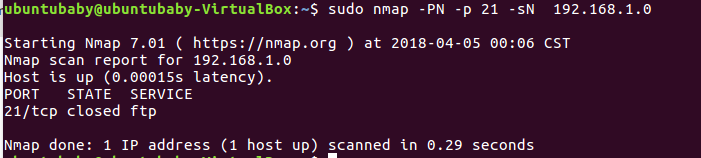 ubuntubaby@ubuntubaby-VirtualBox:~$ sudo nmap -PN -p 21 -sN  192.168.1.0
Starting Nmap 7.01 ( https://nmap.org ) at 2018-04-05 00:06 CST
Nmap scan report for 192.168.1.0
Host is up (0.00015s latency).
PORT   STATE  SERVICE
21/tcp closed ftp
Nmap done: 1 IP address (1 host up) scanned in 0.29 seconds